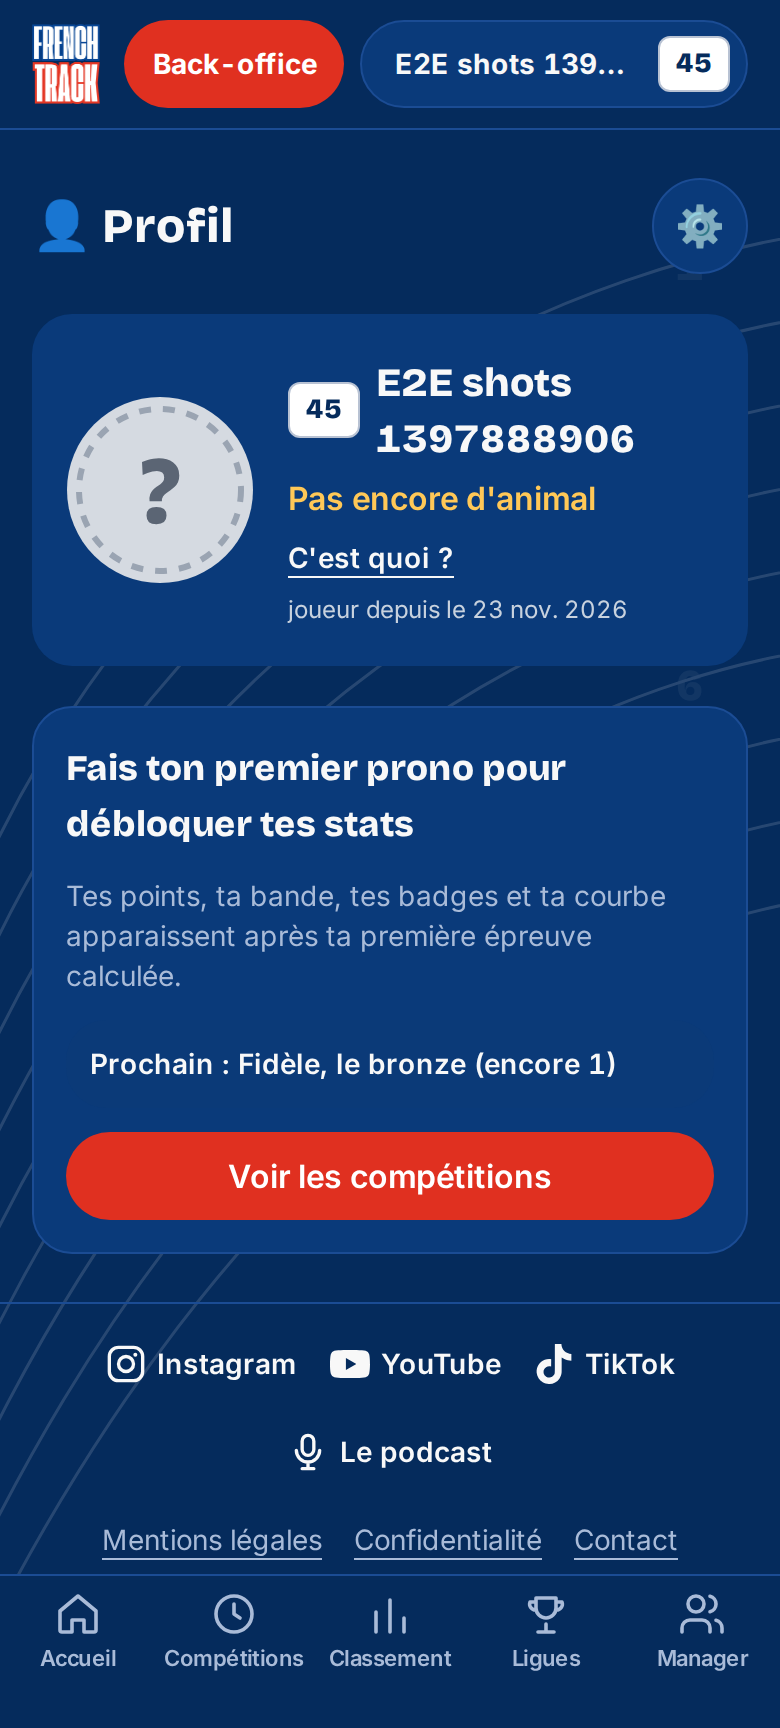 FRENCH
TRACK
Back-office
E2E shots 139...
45
Profil
45
E2E shots
1397888906
Pas encore d'animal
?
C'est quoi ?
joueur depuis le 23 nov. 2026
6
Fais ton premier prono pour
débloquer tes stats
Tes points, ta bande, tes badges et ta courbe
apparaissent après ta première épreuve
calculée.
Prochain : Fidèle, le bronze (encore 1)
Voir les compétitions
Instagram
YouTube
TikTok
Le podcast
Mentions légales
Confidentialité
Contact
Accueil
Compétitions
Classement
Ligues
Manager